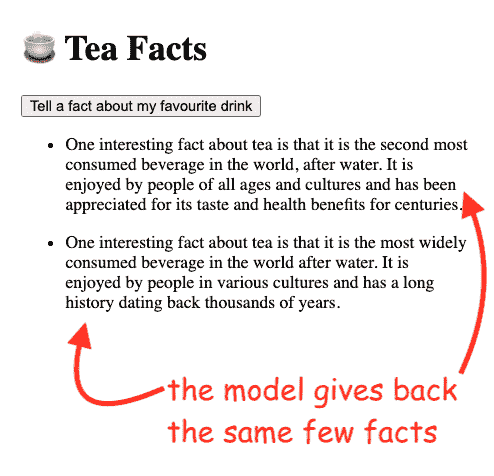 Tea Facts
Tell a fact about my favourite drink
One interesting fact about tea is that it is the second most
consumed beverage in the world, after water. It is
enjoyed by people of all ages and cultures and has been
appreciated for its taste and health benefits for centuries.
One interesting fact about tea is that it is the most widely
consumed beverage in the world after water. It is
enjoyed by people in various cultures and has a long
history dating back thousands of years.
the model gives back
the same few facts